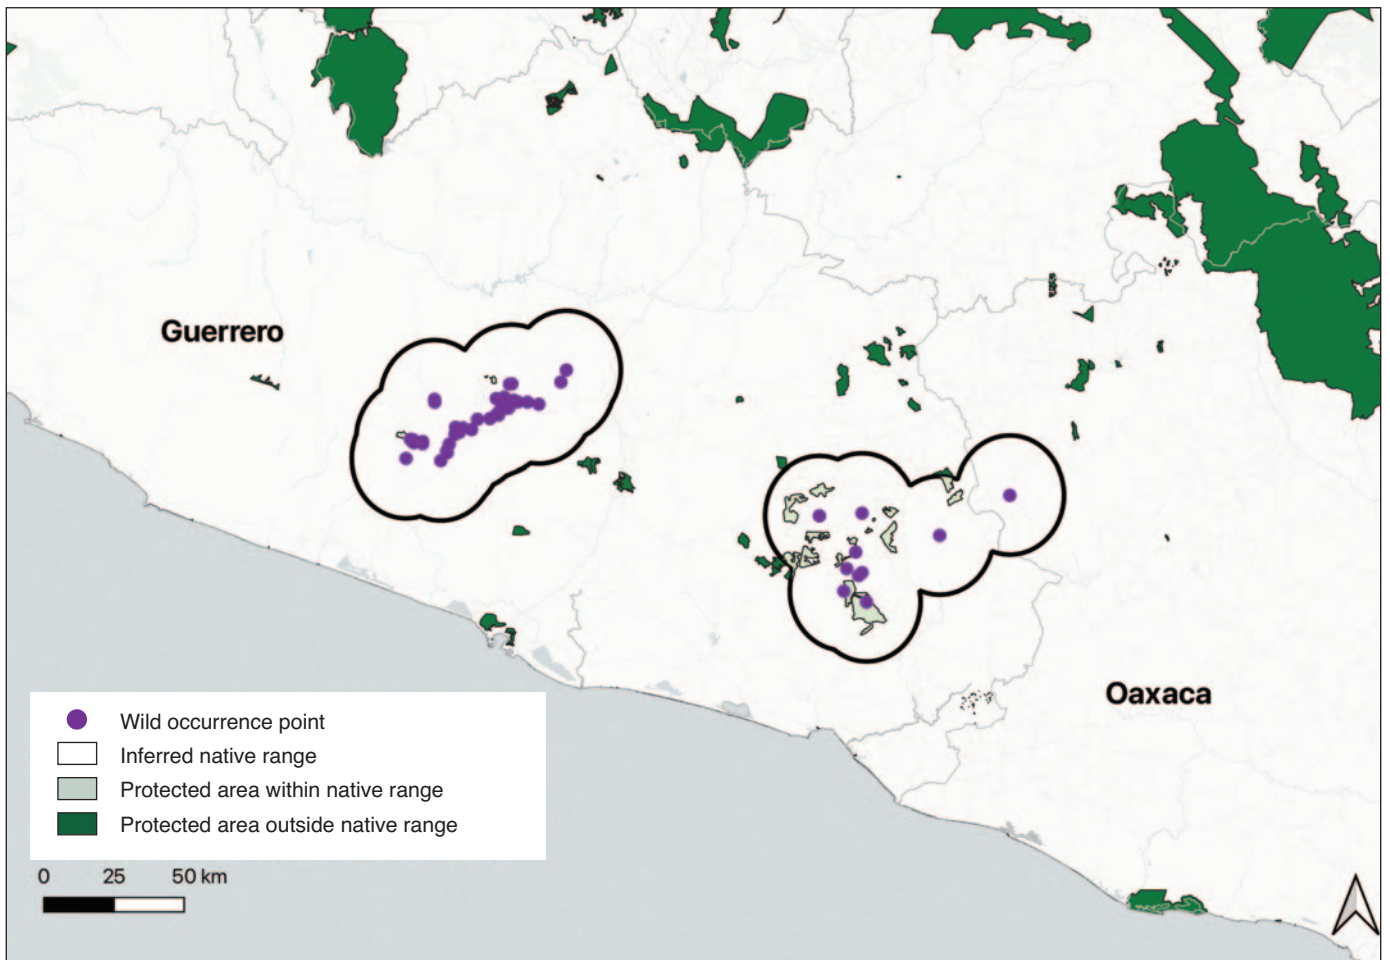 Guerrero
Oaxaca
Wild occurrence point
Inferred native range
Protected area within native range
Protected area outside native range
0 25 50 km